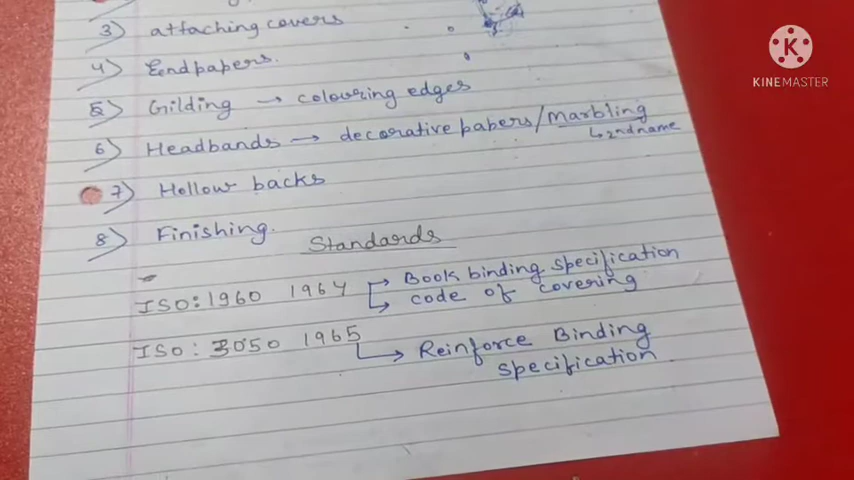 3) attaching covers
4) Endpapers.
5) Gilding → colouring edges
6) Headbands → decorative papers/marbling
↳ 2nd name
7) Hollow backs
8) Finishing.
Standards
ISO:1960 1964 → Book binding specification
→ code of covering
ISO: 3050 1965 → Reinforce Binding
specification
K
KINEMASTER